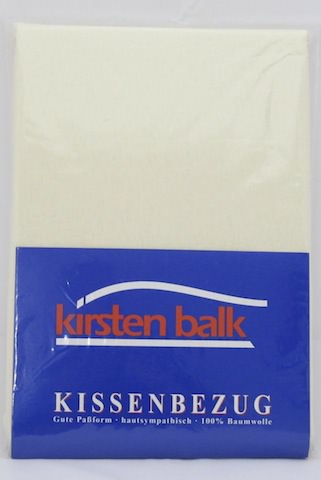 kirsten balk
KISSENBEZUG
Gute Paßform · hautsympathisch · 100% Baumwolle